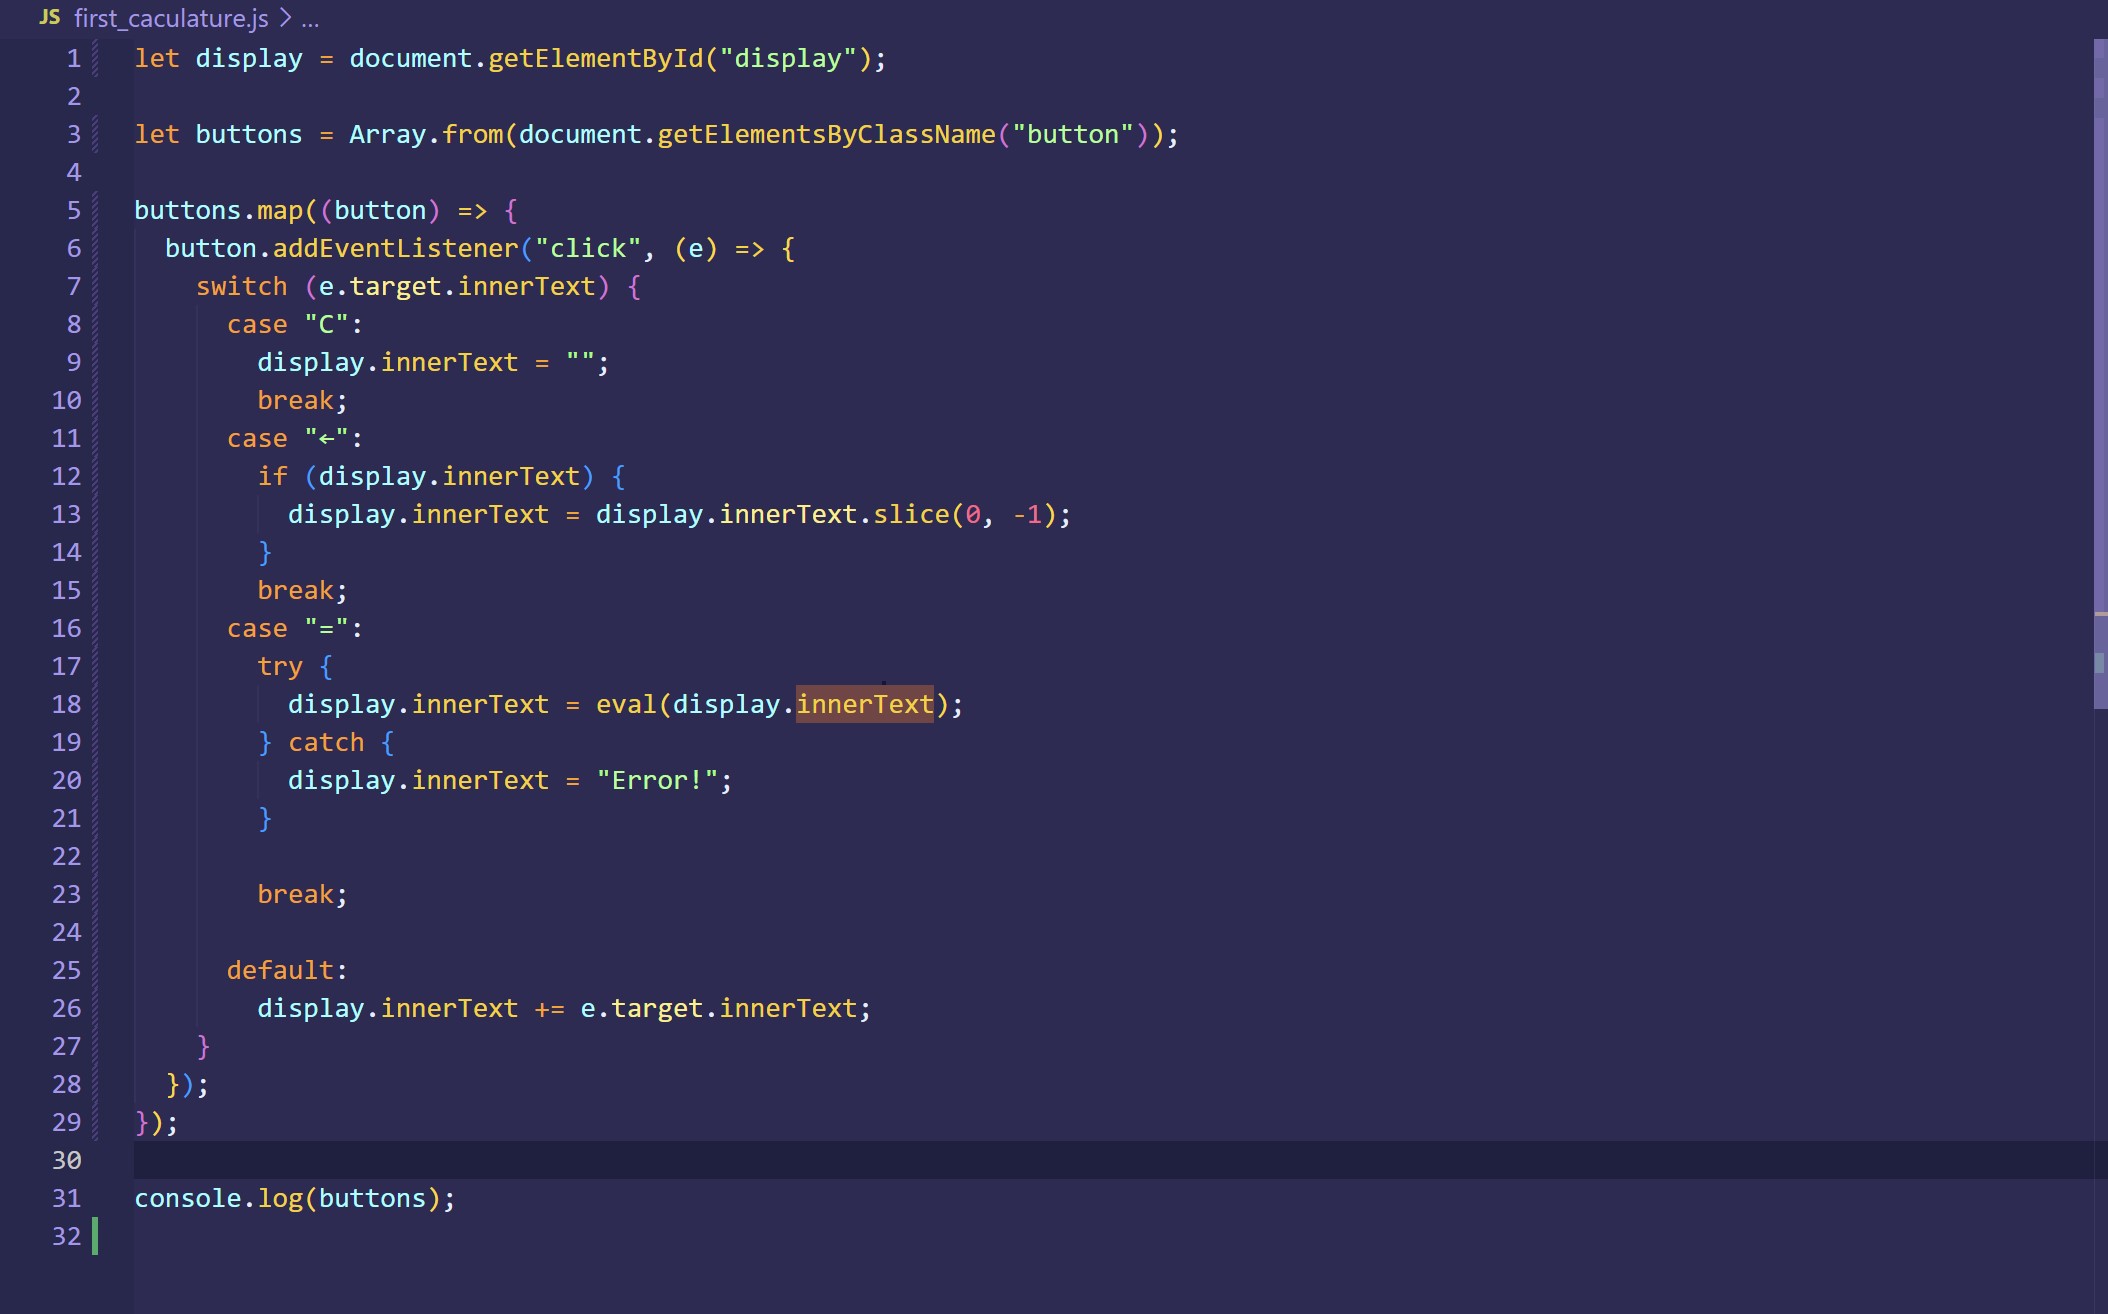 JS first_caculature.js > ...
1 let display = document.getElementById("display");
2
3 let buttons = Array.from(document.getElementsByClassName("button"));
4
5 buttons.map((button) => {
6   button.addEventListener("click", (e) => {
7     switch (e.target.innerText) {
8       case "C":
9         display.innerText = "";
10         break;
11       case "←":
12         if (display.innerText) {
13           display.innerText = display.innerText.slice(0, -1);
14         }
15         break;
16       case "=":
17         try {
18           display.innerText = eval(display.innerText);
19         } catch {
20           display.innerText = "Error!";
21         }
22
23         break;
24
25       default:
26         display.innerText += e.target.innerText;
27     }
28   });
29 });
30
31 console.log(buttons);
32